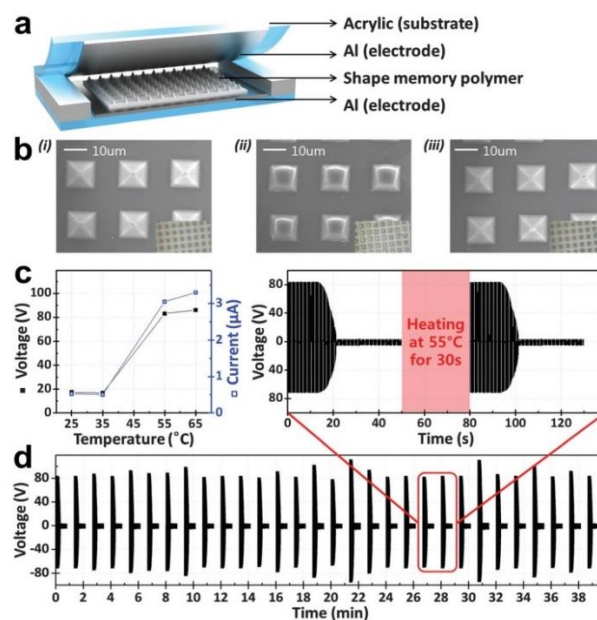 a
Acrylic (substrate)
Al (electrode)
Shape memory polymer
Al (electrode)
b
(i)
10um
(ii)
10um
(iii)
10um
c
100
80
60
40
20
0
Voltage (V)
3
2
1
0
Current (μA)
25 35 45 55 65
Temperature (°C)
80
40
0
40
80
Voltage (V)
Heating
at 55°C
for 30s
0 20 40 60 80 100 120
Time (s)
d
80
40
0
-40
-80
Voltage (V)
0 2 4 6 8 10 12 14 16 18 20 22 24 26 28 30 32 34 36 38
Time (min)